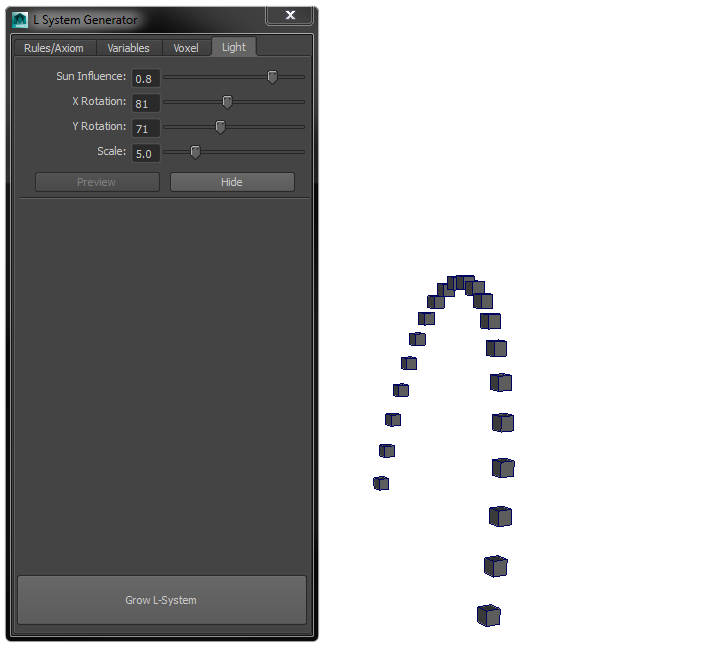 L System Generator
Rules/Axiom Variables Voxel Light
Sun Influence: 0.8
X Rotation: 81
Y Rotation: 71
Scale: 5.0
Preview Hide
Grow L-System